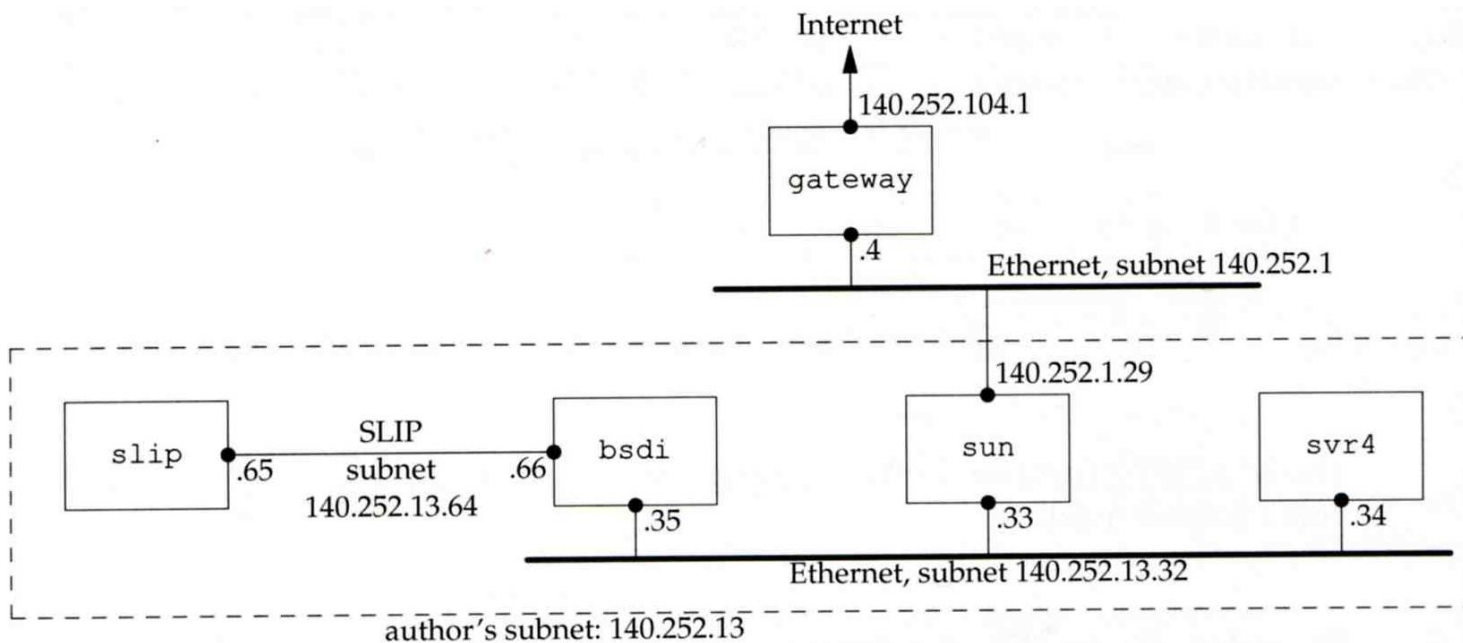 Internet
140.252.104.1
gateway
.4
Ethernet, subnet 140.252.1
140.252.1.29
slip
.65
SLIP
subnet
140.252.13.64
.66
bsdi
.35
sun
.33
svr4
.34
Ethernet, subnet 140.252.13.32
author's subnet: 140.252.13